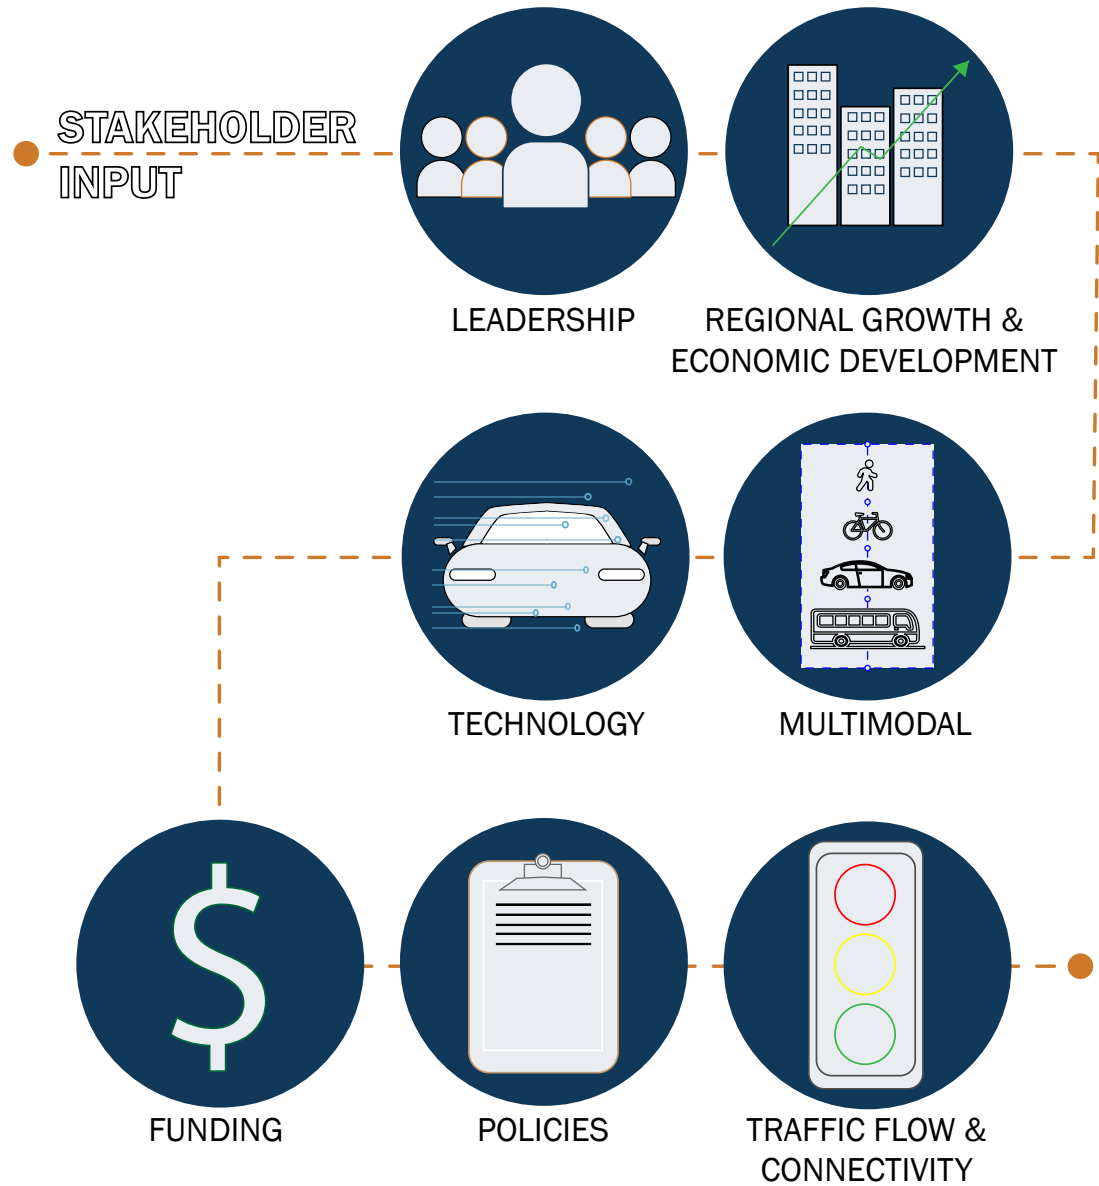 STAKEHOLDER
INPUT
LEADERSHIP
REGIONAL GROWTH &
ECONOMIC DEVELOPMENT
TECHNOLOGY
MULTIMODAL
FUNDING
POLICIES
TRAFFIC FLOW &
CONNECTIVITY